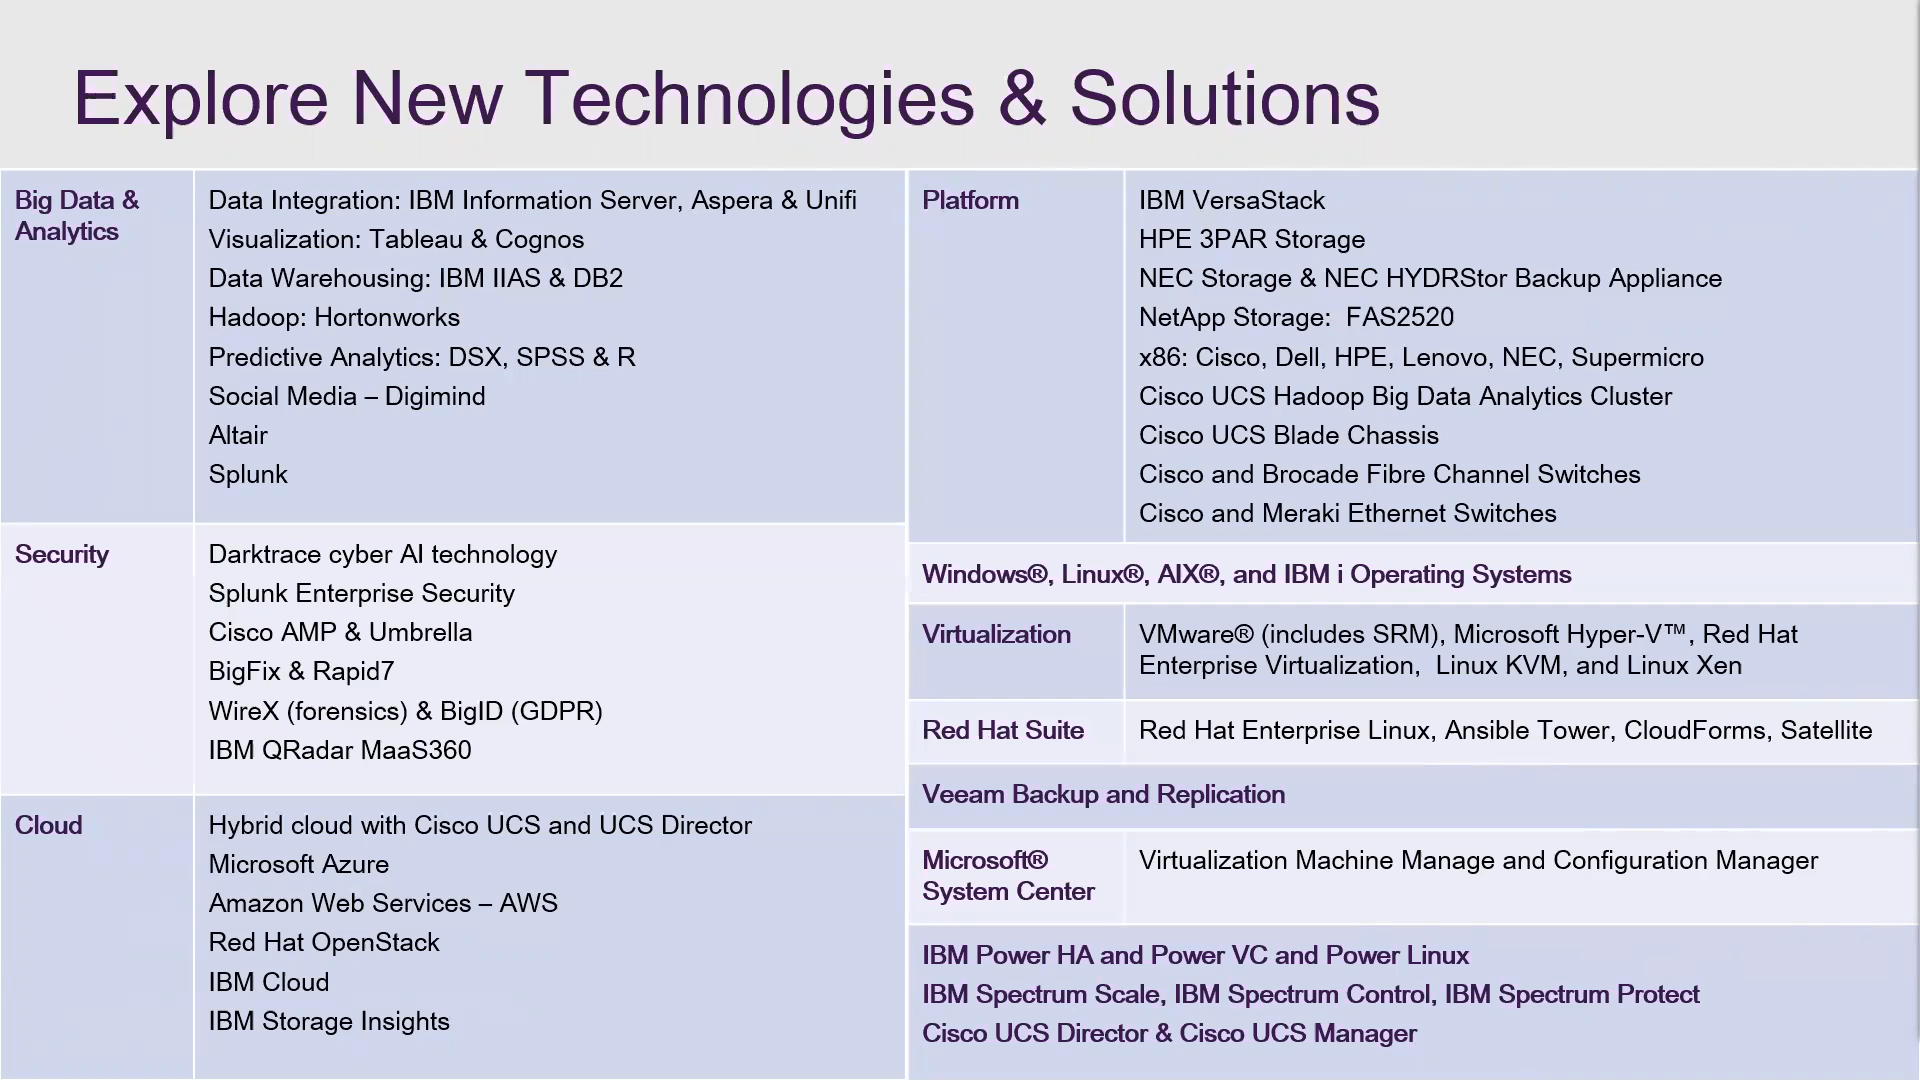 Explore New Technologies & Solutions
Big Data &
Analytics
Data Integration: IBM Information Server, Aspera & Unifi
Visualization: Tableau & Cognos
Data Warehousing: IBM IIAS & DB2
Hadoop: Hortonworks
Predictive Analytics: DSX, SPSS & R
Social Media – Digimind
Altair
Splunk
Security
Darktrace cyber AI technology
Splunk Enterprise Security
Cisco AMP & Umbrella
BigFix & Rapid7
WireX (forensics) & BigID (GDPR)
IBM QRadar MaaS360
Cloud
Hybrid cloud with Cisco UCS and UCS Director
Microsoft Azure
Amazon Web Services – AWS
Red Hat OpenStack
IBM Cloud
IBM Storage Insights
Platform
IBM VersaStack
HPE 3PAR Storage
NEC Storage & NEC HYDRStor Backup Appliance
NetApp Storage:  FAS2520
x86: Cisco, Dell, HPE, Lenovo, NEC, Supermicro
Cisco UCS Hadoop Big Data Analytics Cluster
Cisco UCS Blade Chassis
Cisco and Brocade Fibre Channel Switches
Cisco and Meraki Ethernet Switches
Windows®, Linux®, AIX®, and IBM i Operating Systems
Virtualization
VMware® (includes SRM), Microsoft Hyper-V™, Red Hat
Enterprise Virtualization,  Linux KVM, and Linux Xen
Red Hat Suite
Red Hat Enterprise Linux, Ansible Tower, CloudForms, Satellite
Veeam Backup and Replication
Microsoft®
System Center
Virtualization Machine Manage and Configuration Manager
IBM Power HA and Power VC and Power Linux
IBM Spectrum Scale, IBM Spectrum Control, IBM Spectrum Protect
Cisco UCS Director & Cisco UCS Manager